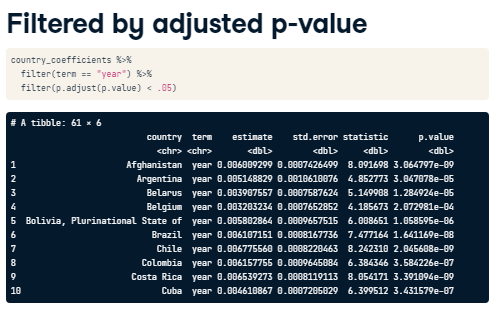 Filtered by adjusted p-value
country_coefficients %>%
filter(term == "year") %>%
filter(p.adjust(p.value) < .05)
# A tibble: 61 × 6
country term estimate std.error statistic p.value
<chr> <chr> <dbl> <dbl> <dbl> <dbl>
1 Afghanistan year 0.006009299 0.0007426499 8.091698 3.064797e-09
2 Argentina year 0.005148829 0.0010610076 4.852773 3.047078e-05
3 Belarus year 0.003907557 0.0007587624 5.149908 1.284924e-05
4 Belgium year 0.003203234 0.0007652852 4.185673 2.072981e-04
5 Bolivia, Plurinational State of year 0.005802864 0.0009657515 6.008651 1.058595e-06
6 Brazil year 0.006107151 0.0008167736 7.477164 1.641169e-08
7 Chile year 0.006775560 0.0008220463 8.242310 2.045608e-09
8 Colombia year 0.006157755 0.0009645084 6.384346 3.584226e-07
9 Costa Rica year 0.006539273 0.0008119113 8.054171 3.391094e-09
10 Cuba year 0.004610867 0.0007205029 6.399512 3.431579e-07